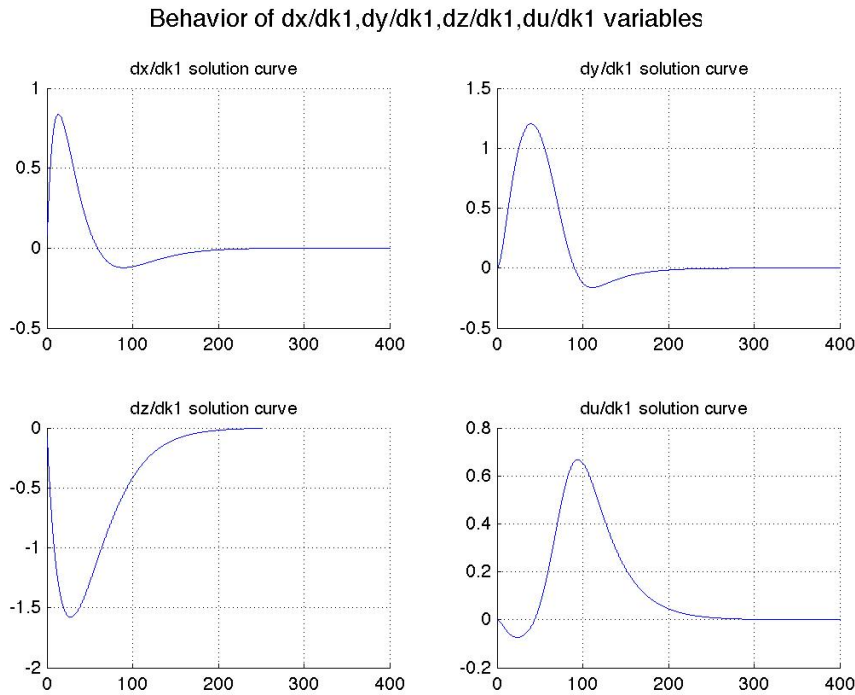 Behavior of dx/dk1,dy/dk1,dz/dk1,du/dk1 variables
dx/dk1 solution curve
1
0.5
0
-0.5
0 100 200 300 400
dy/dk1 solution curve
1.5
1
0.5
0
-0.5
0 100 200 300 400
dz/dk1 solution curve
0
-0.5
-1
-1.5
-2
0 100 200 300 400
du/dk1 solution curve
0.8
0.6
0.4
0.2
0
-0.2
0 100 200 300 400